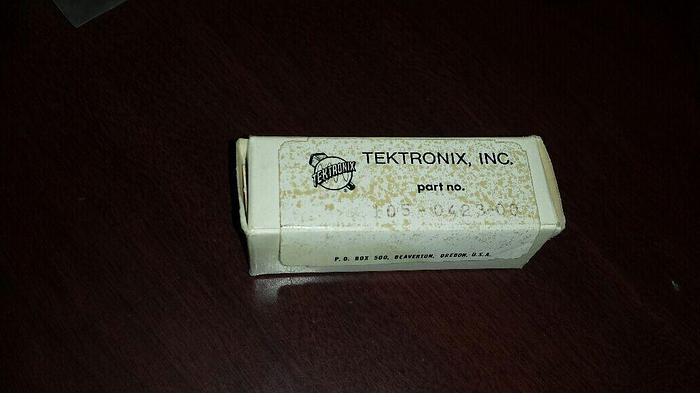 TEKTRONIX
TEKTRONIX, INC.
part no.
105-0423-00
P. O. BOX 500, BEAVERTON, OREGON, U.S.A.